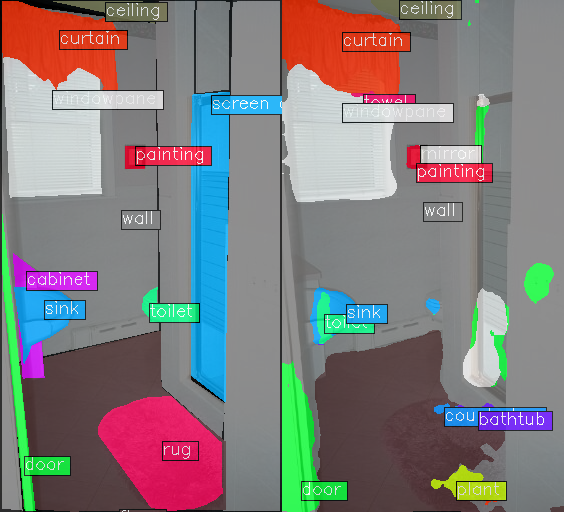 ceiling
curtain
windowpane
screen
painting
wall
cabinet
sink
toilet
rug
door
ceiling
curtain
towel
windowpane
mirror
painting
wall
sink
toilet
bathtub
plant
door